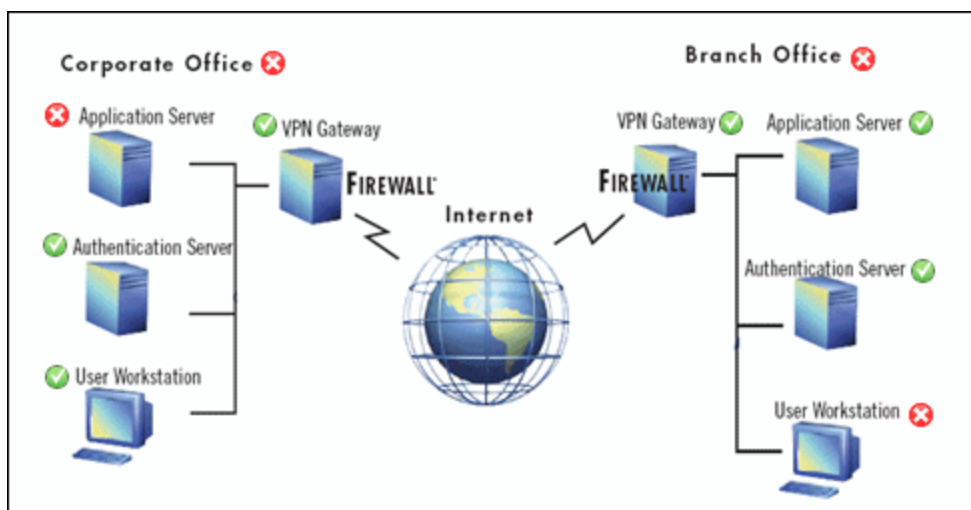 Corporate Office
Application Server
VPN Gateway
FIREWALL
Authentication Server
User Workstation
Internet
Branch Office
VPN Gateway
Application Server
FIREWALL
Authentication Server
User Workstation